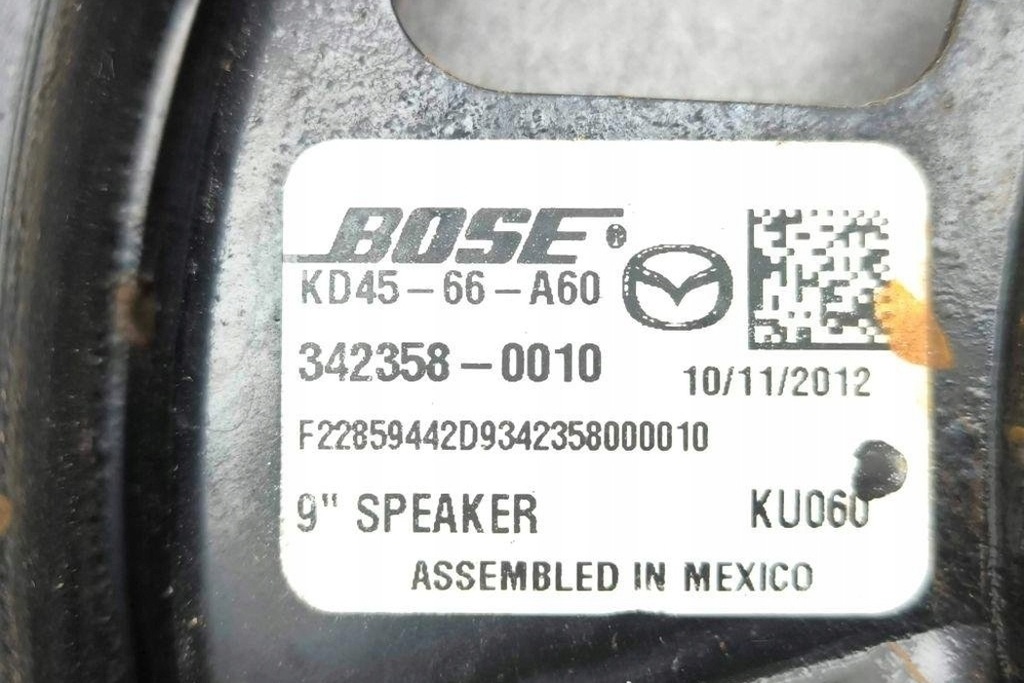 BOSE®
KD45-66-A60
342358-0010
10/11/2012
F22859442D9342358000010
9" SPEAKER
KU060
ASSEMBLED IN MEXICO